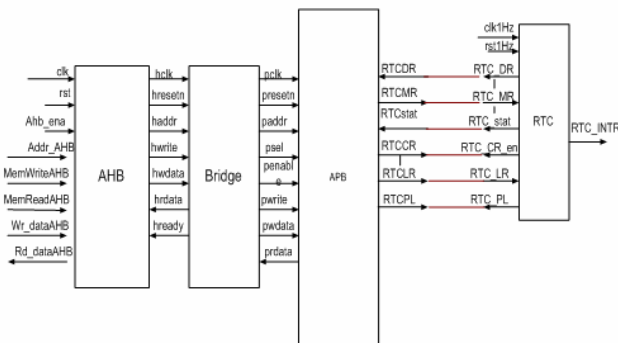 clk1Hz
rst1Hz
clk
hclk
pclk
RTCDR
RTC_DR
rst
hresetn
presetn
RTCMR
RTC_MR
Ahb_ena
haddr
paddr
RTCstat
RTC_stat
RTC
RTC_INTR
Addr_AHB
hwrite
psel
RTCCR
RTC_CR_en
MemWriteAHB
AHB
hwdata
Bridge
penable
APB
RTCLR
RTC_LR
MemReadAHB
hrdata
pwrite
RTCPL
RTC_PL
Wr_dataAHB
hready
pwdata
Rd_dataAHB
prdata